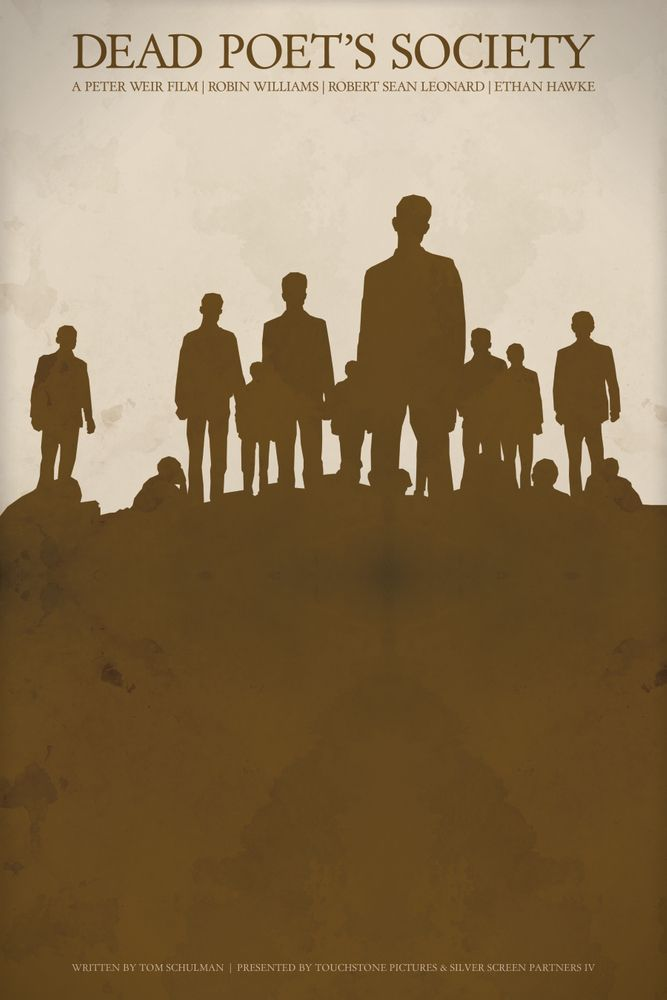 DEAD POET'S SOCIETY
A PETER WEIR FILM | ROBIN WILLIAMS | ROBERT SEAN LEONARD | ETHAN HAWKE
WRITTEN BY TOM SCHULMAN | PRESENTED BY TOUCHSTONE PICTURES & SILVER SCREEN PARTNERS IV